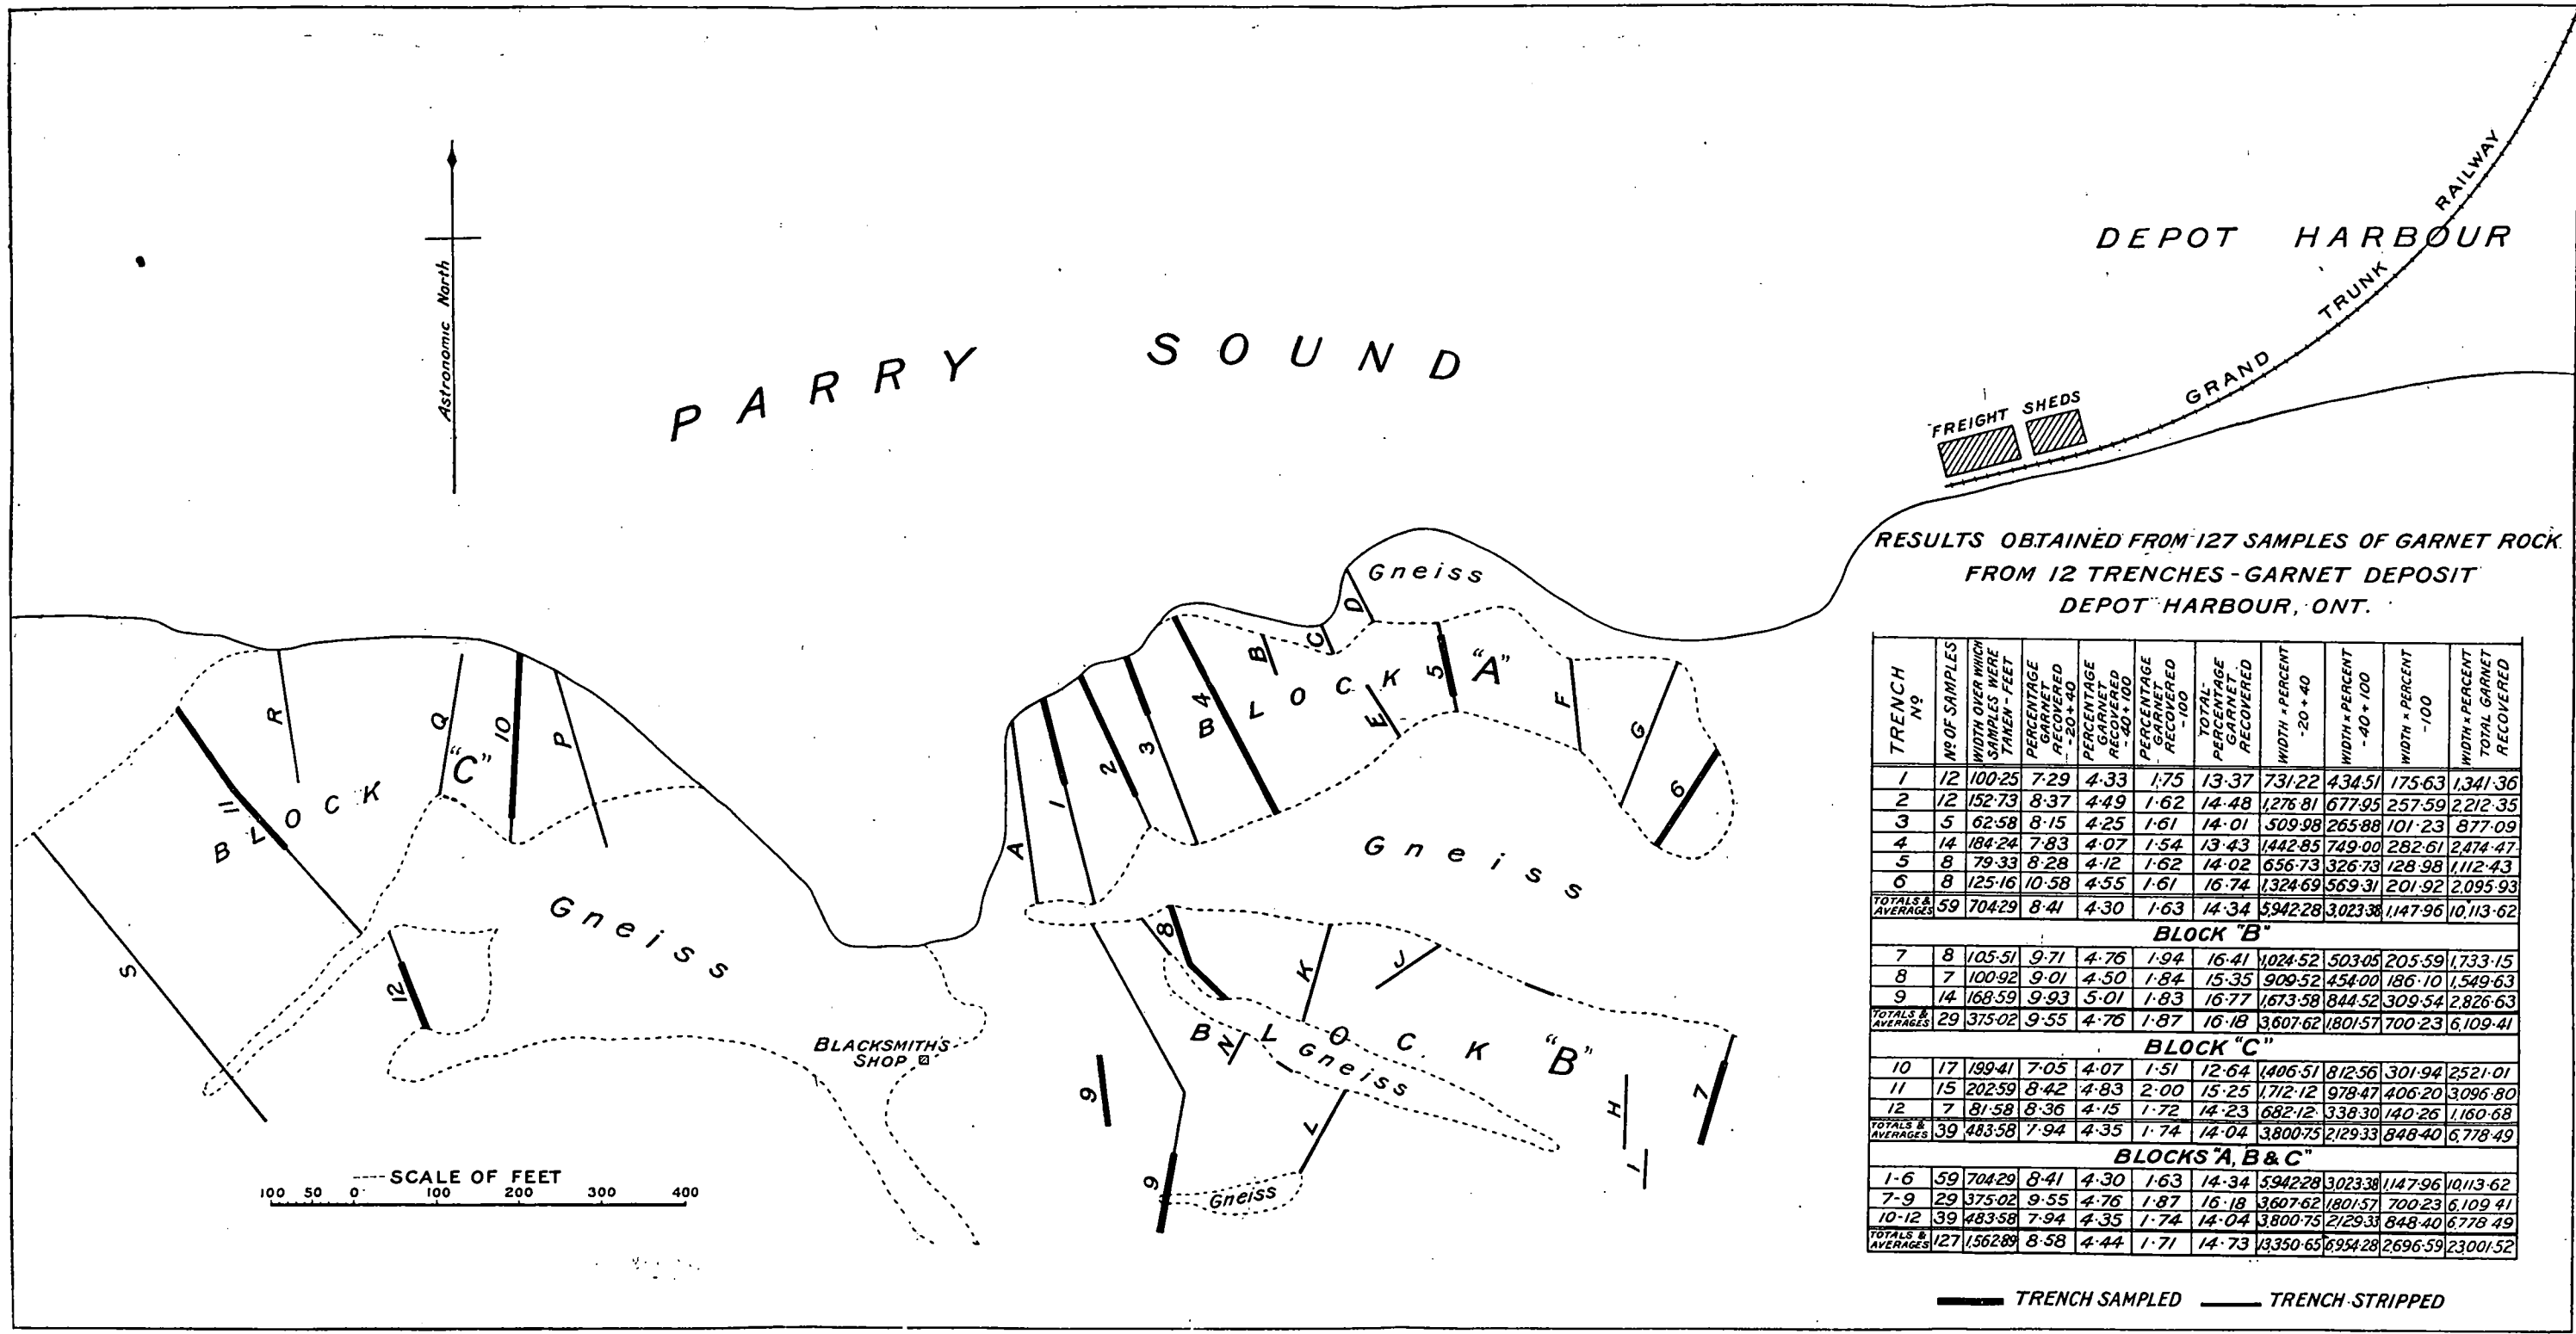 Astronomic North
PARRY SOUND
DEPOT HARBOUR
GRAND TRUNK RAILWAY
FREIGHT SHEDS
Gneiss
BLOCK "A"
A
1
2
3
4
B
C
D
E
5
F
G
6
Gneiss
BLOCK "C"
R
Q
10
P
11
S
12
Gneiss
BLACKSMITH'S SHOP
BLOCK "B"
8
K
J
N
Gneiss
9
9
L
Gneiss
H
I
7
SCALE OF FEET
100 50 0 100 200 300 400
RESULTS OBTAINED FROM 127 SAMPLES OF GARNET ROCK
FROM 12 TRENCHES - GARNET DEPOSIT
DEPOT HARBOUR, ONT.
TRENCH Nº | Nº OF SAMPLES | WIDTH OVER WHICH SAMPLES WERE TAKEN - FEET | PERCENTAGE GARNET RECOVERED -20+40 | PERCENTAGE GARNET RECOVERED -40+100 | PERCENTAGE GARNET RECOVERED -100 | TOTAL PERCENTAGE GARNET RECOVERED | WIDTH × PERCENT -20+40 | WIDTH × PERCENT -40+100 | WIDTH × PERCENT -100 | WIDTH × PERCENT TOTAL GARNET RECOVERED
1 12 100·25 7·29 4·33 1·75 13·37 731·22 434·51 175·63 1,341·36
2 12 152·73 8·37 4·49 1·62 14·48 1,276·81 677·95 257·59 2,212·35
3 5 62·58 8·15 4·25 1·61 14·01 509·98 265·88 101·23 877·09
4 14 184·24 7·83 4·07 1·54 13·43 1,442·85 749·00 282·61 2,474·47
5 8 79·33 8·28 4·12 1·62 14·02 656·73 326·73 128·98 1,112·43
6 8 125·16 10·58 4·55 1·61 16·74 1,324·69 569·31 201·92 2,095·93
TOTALS & AVERAGES 59 704·29 8·41 4·30 1·63 14·34 5,942·28 3,023·38 1,147·96 10,113·62
BLOCK "B"
7 8 105·51 9·71 4·76 1·94 16·41 1,024·52 503·05 205·59 1,733·15
8 7 100·92 9·01 4·50 1·84 15·35 909·52 454·00 186·10 1,549·63
9 14 168·59 9·93 5·01 1·83 16·77 1,673·58 844·52 309·54 2,826·63
TOTALS & AVERAGES 29 375·02 9·55 4·76 1·87 16·18 3,607·62 1,801·57 700·23 6,109·41
BLOCK "C"
10 17 199·41 7·05 4·07 1·51 12·64 1,406·51 812·56 301·94 2,521·01
11 15 202·59 8·42 4·83 2·00 15·25 1,712·12 978·47 406·20 3,096·80
12 7 81·58 8·36 4·15 1·72 14·23 682·12 338·30 140·26 1,160·68
TOTALS & AVERAGES 39 483·58 7·94 4·35 1·74 14·04 3,800·75 2,129·33 848·40 6,778·49
BLOCKS "A, B & C"
1-6 59 704·29 8·41 4·30 1·63 14·34 5,942·28 3,023·38 1,147·96 10,113·62
7-9 29 375·02 9·55 4·76 1·87 16·18 3,607·62 1,801·57 700·23 6,109 41
10-12 39 483·58 7·94 4·35 1·74 14·04 3,800·75 2,129·33 848·40 6,778 49
TOTALS & AVERAGES 127 1,562·89 8·58 4·44 1·71 14·73 13,350·65 6,954·28 2,696·59 23,001·52
TRENCH SAMPLED
TRENCH STRIPPED